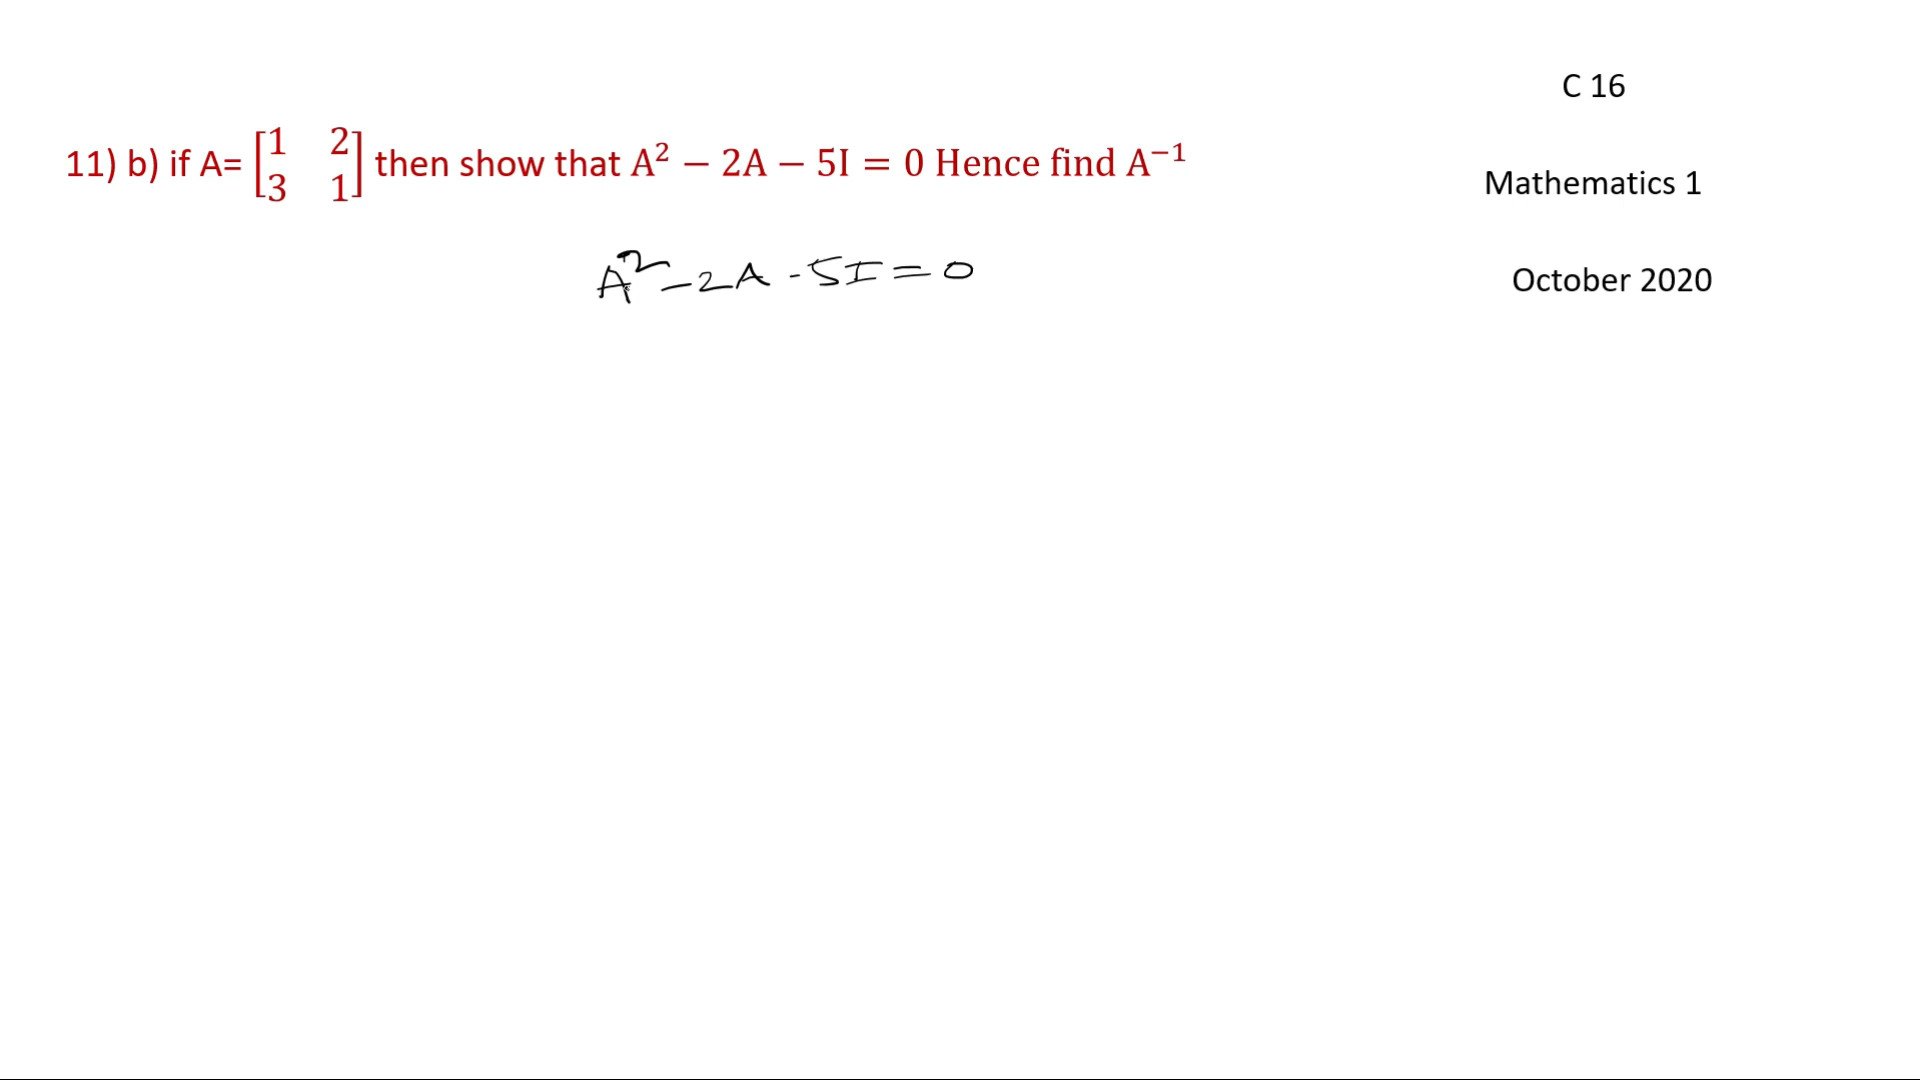 C 16
11) b) if A= [1 2; 3 1] then show that A² − 2A − 5I = 0 Hence find A⁻¹
Mathematics 1
A² - 2A - 5I = 0
October 2020